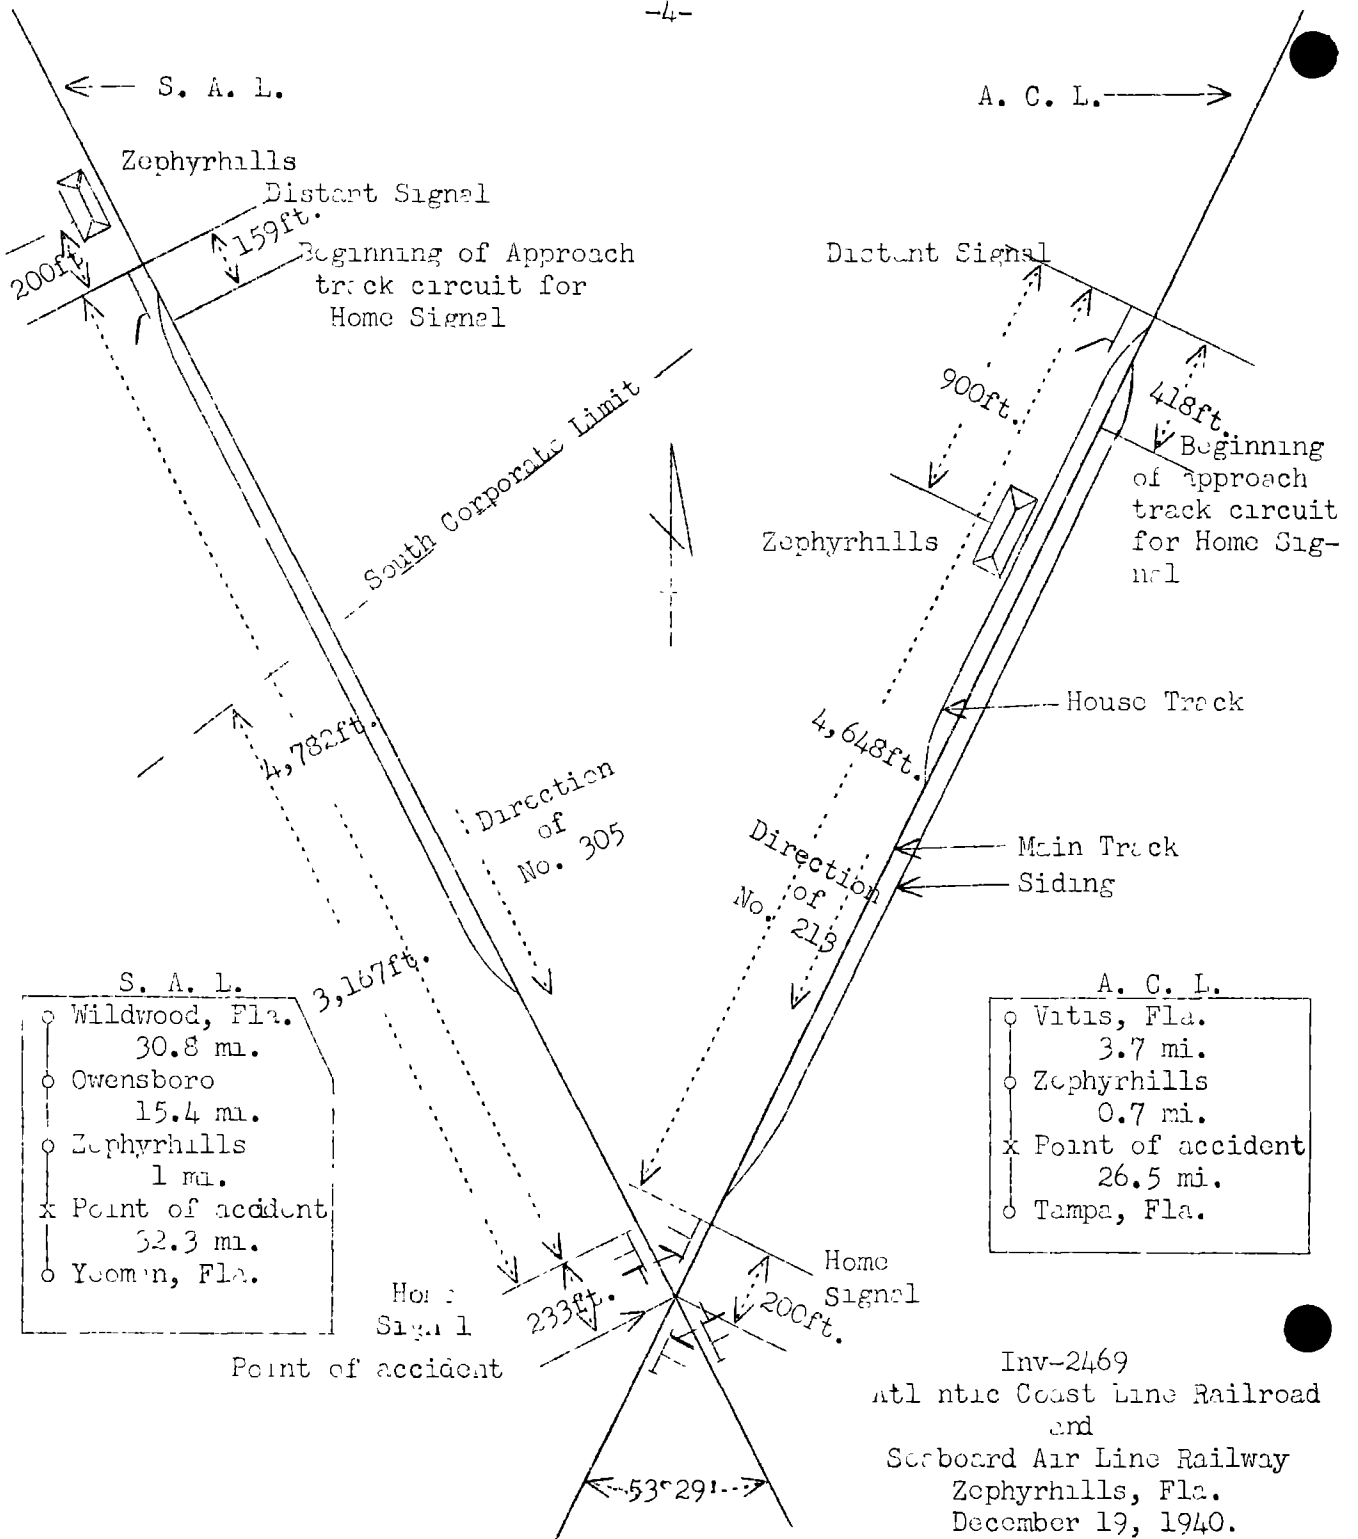 -4-
S. A. L.
A. C. L.
Zephyrhills
Distant Signal
159ft.
200ft
Beginning of Approach
track circuit for
Home Signal
Distant Signal
900ft.
418ft.
Beginning
of approach
track circuit
for Home Sig-
nal
South Corporate Limit
Zephyrhills
House Track
4,782ft.
4,648ft.
Direction
of
No. 305
Direction
of
No. 213
Main Track
Siding
3,167ft.
S. A. L.
Wildwood, Fla.
30.8 mi.
Owensboro
15.4 mi.
Zephyrhills
1 mi.
x Point of accident
32.3 mi.
Yeoman, Fla.
A. C. L.
Vitis, Fla.
3.7 mi.
Zephyrhills
0.7 mi.
x Point of accident
26.5 mi.
Tampa, Fla.
Home
Signal
233ft.
Home
Signal
200ft.
Point of accident
53°29'
Inv-2469
Atlantic Coast Line Railroad
and
Seaboard Air Line Railway
Zephyrhills, Fla.
December 19, 1940.